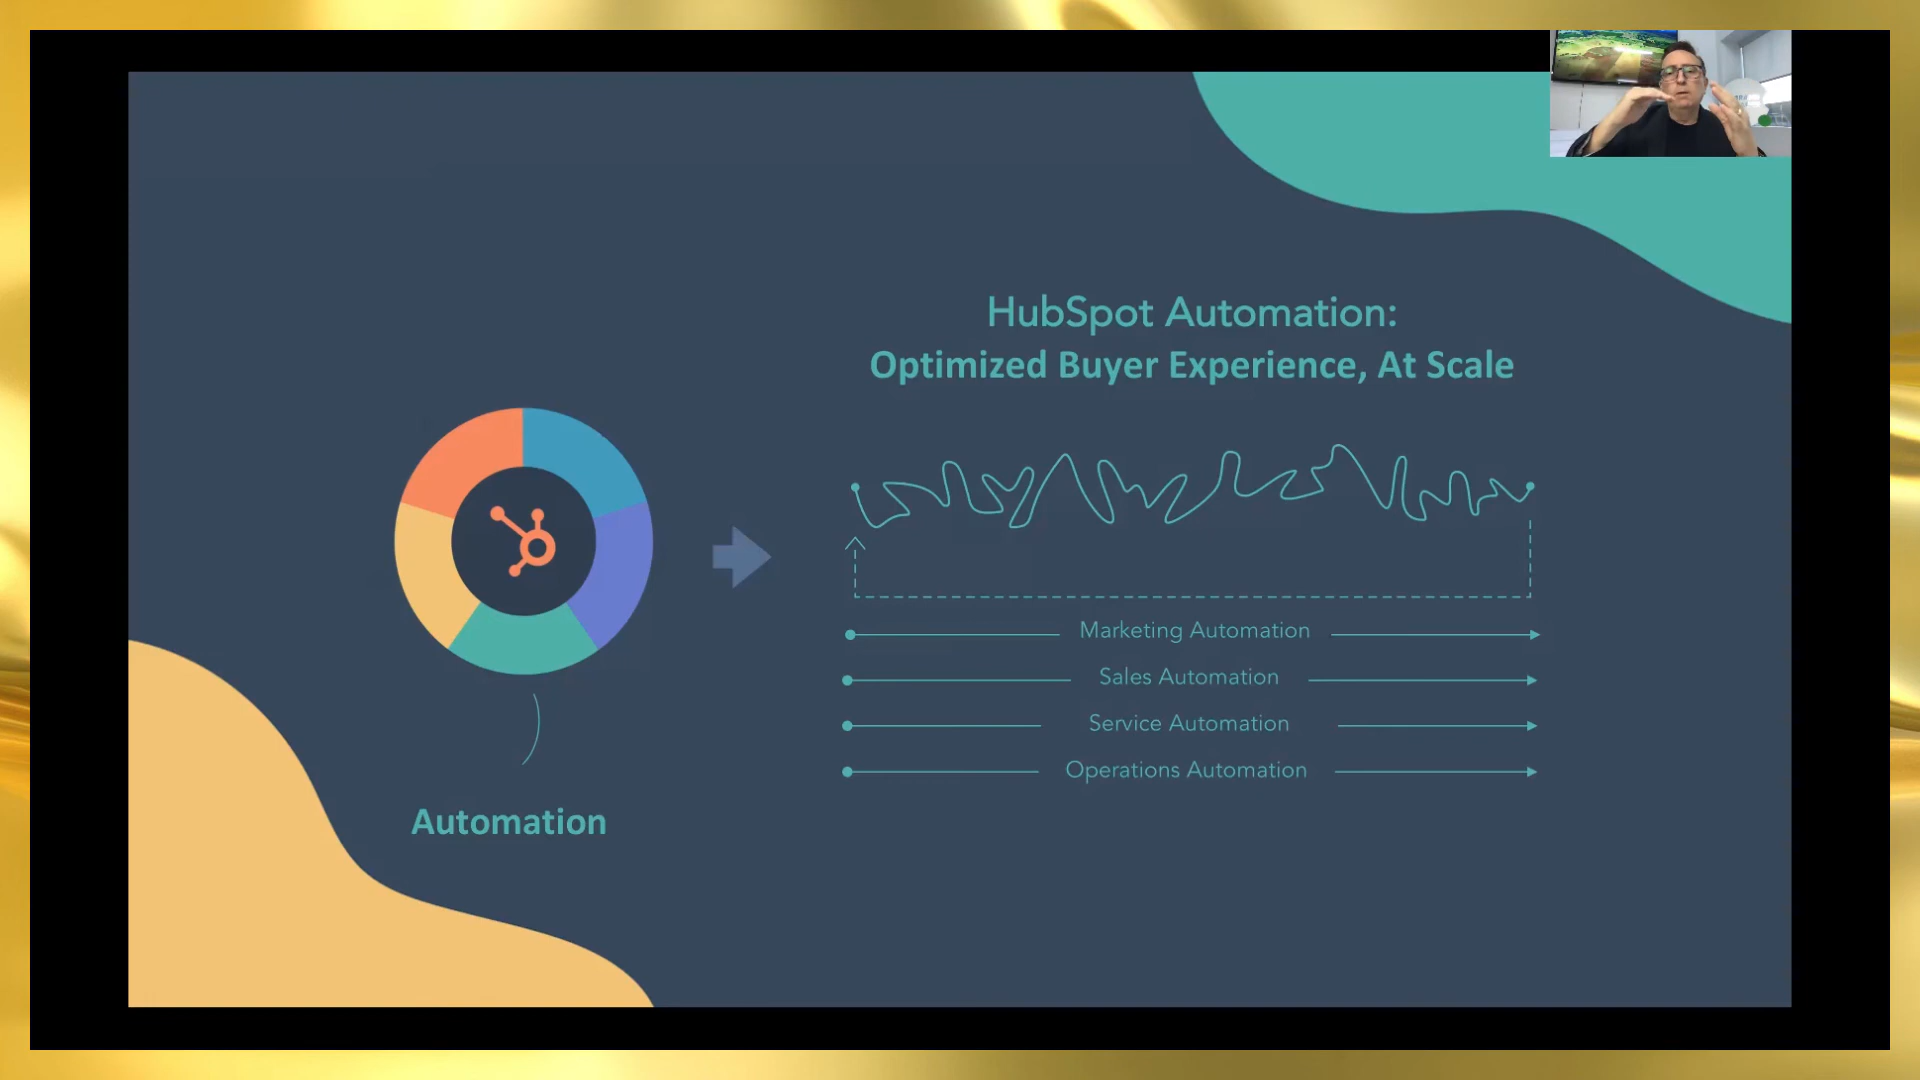 HubSpot Automation:
Optimized Buyer Experience, At Scale
Marketing Automation
Sales Automation
Service Automation
Operations Automation
Automation